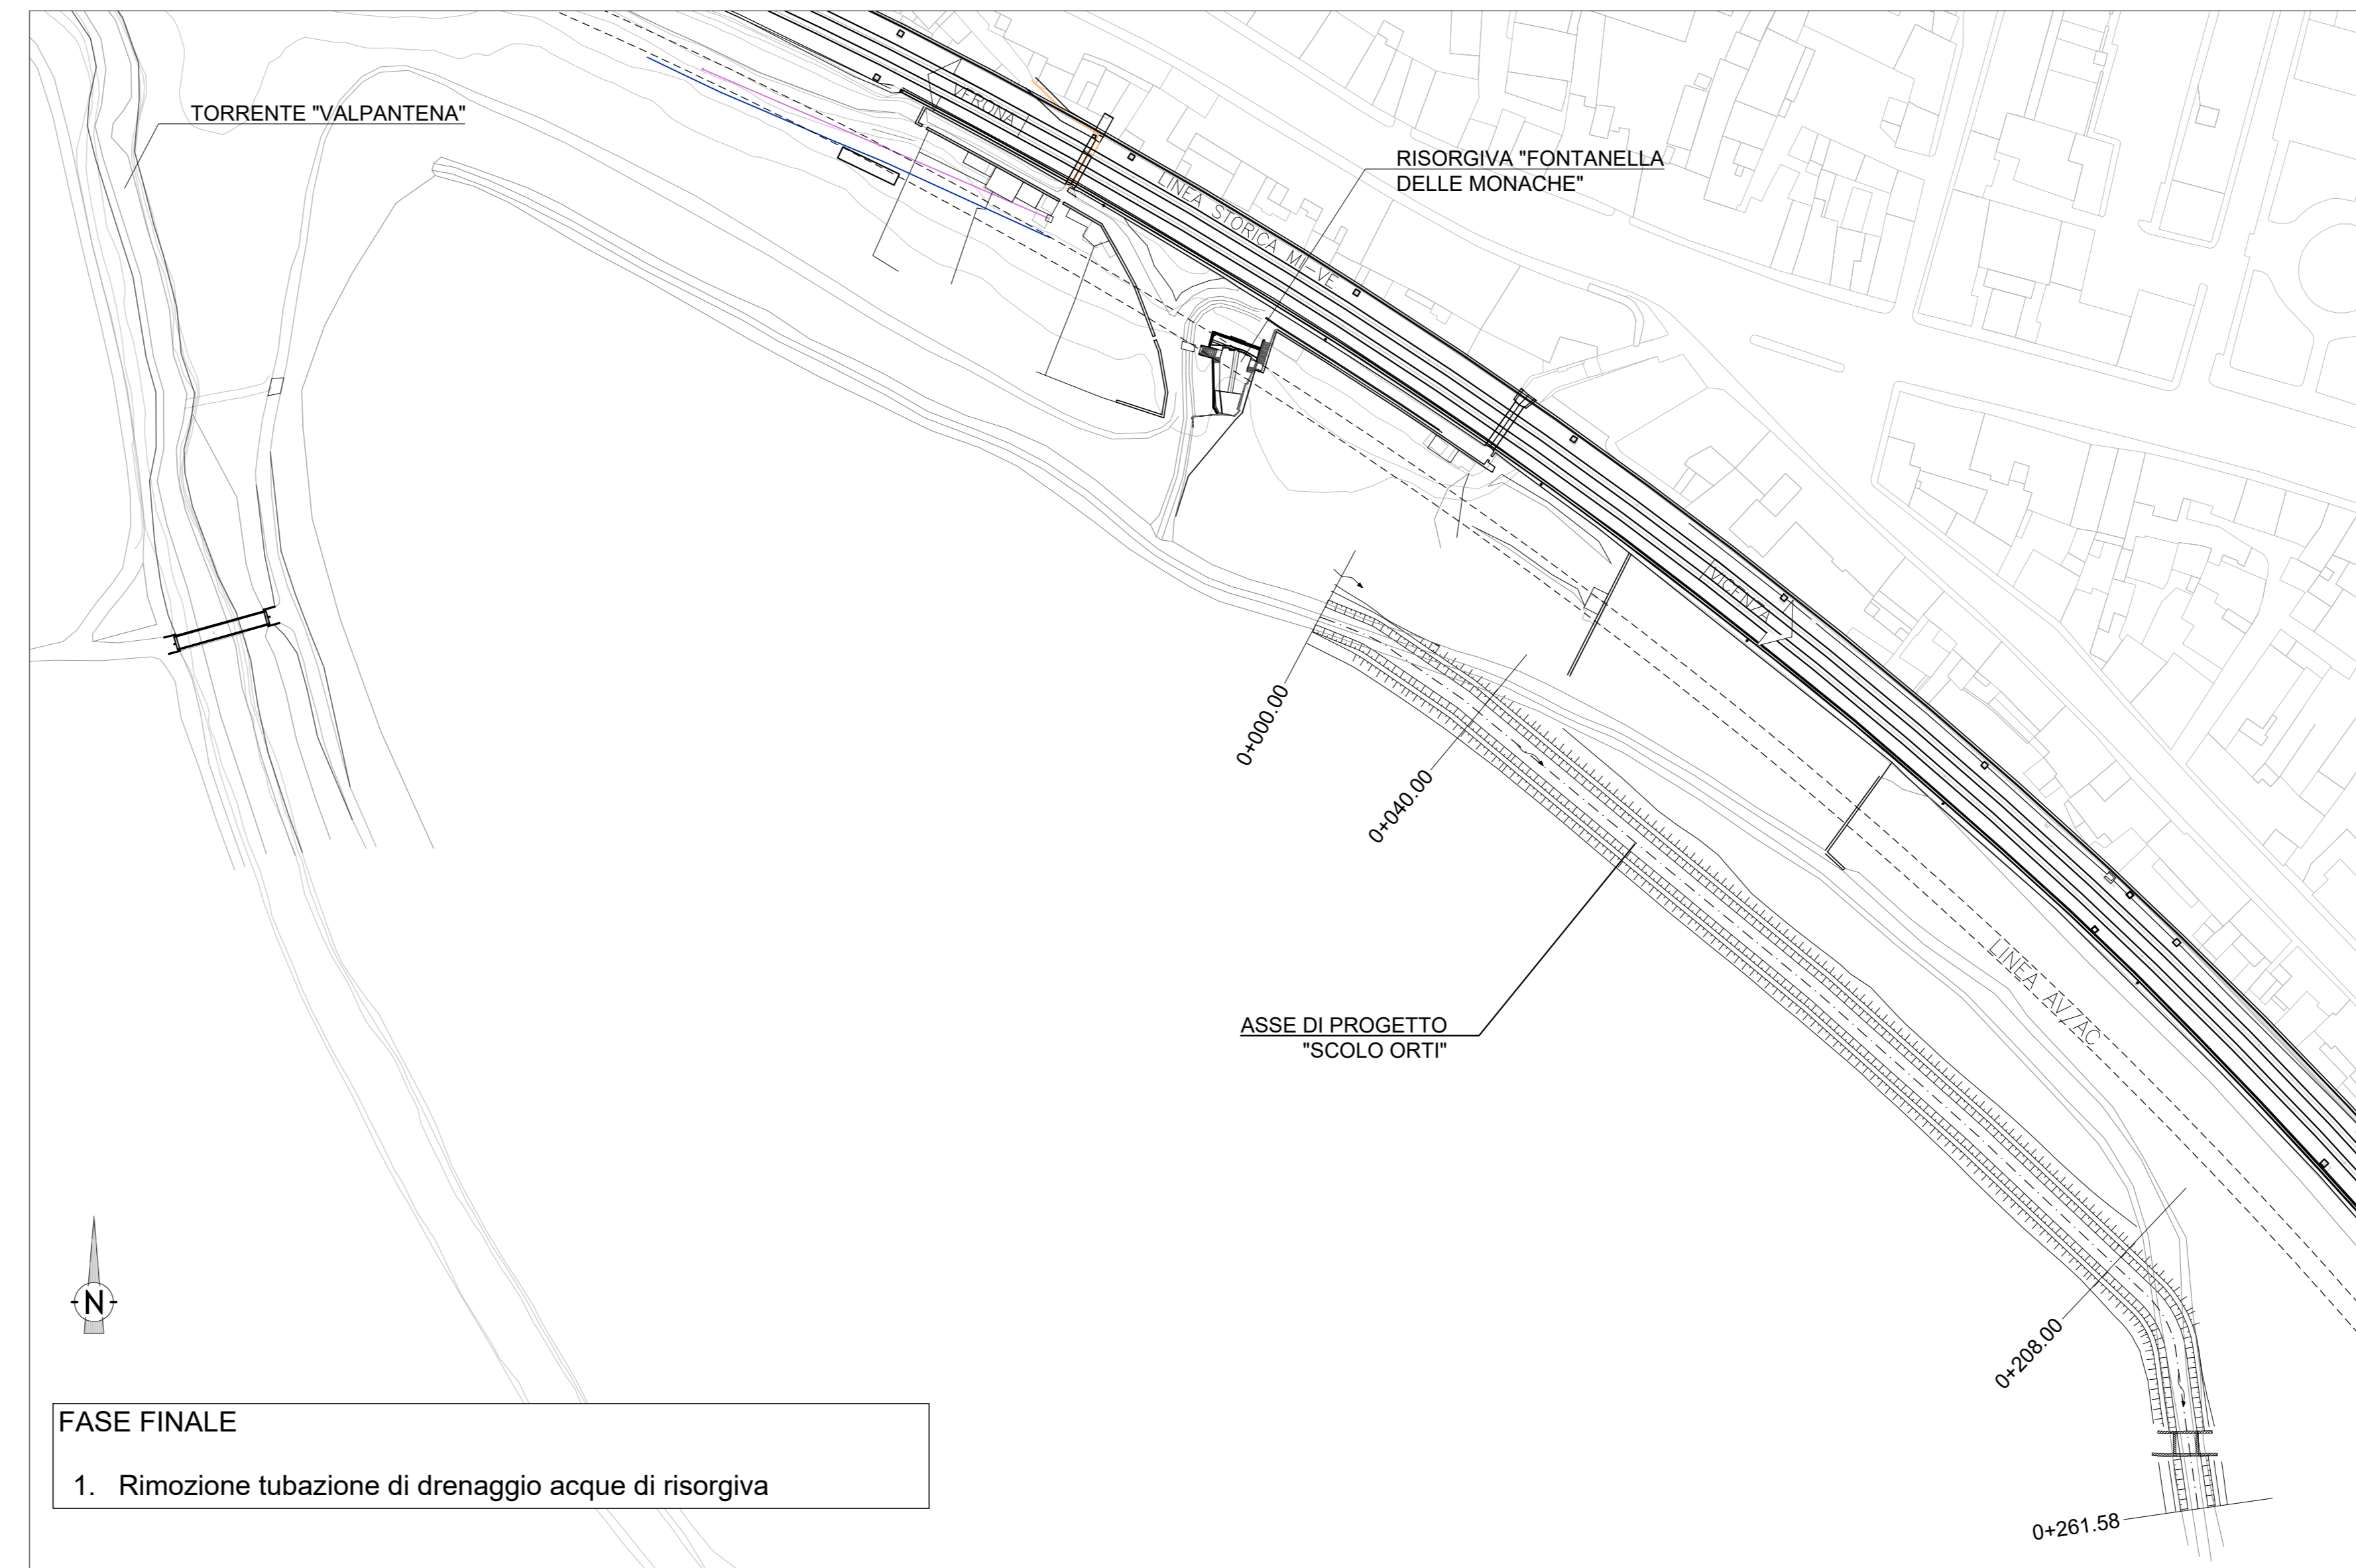 VERONA
TORRENTE "VALPANTENA"
RISORGIVA "FONTANELLA
DELLE MONACHE"
LINEA STORICA MI-VE
VICENZA
0+000.00
0+040.00
LINEA AV/AC
ASSE DI PROGETTO
"SCOLO ORTI"
N
0+208.00
FASE FINALE
1. Rimozione tubazione di drenaggio acque di risorgiva
0+261.58